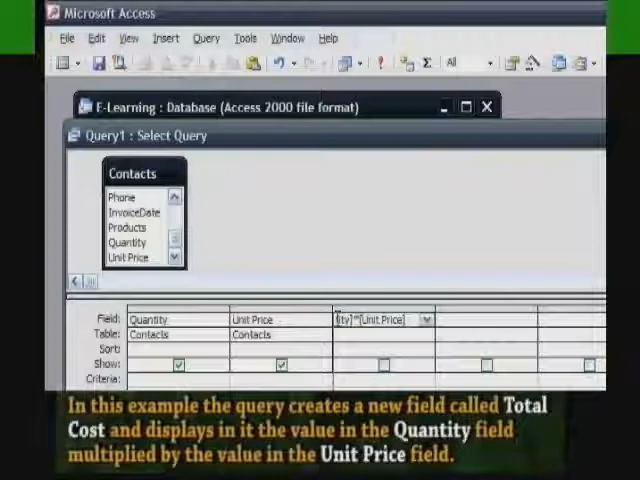 Microsoft Access
File Edit View Insert Query Tools Window Help
Σ All
E-Learning : Database (Access 2000 file format)
Query1 : Select Query
Contacts
Phone
InvoiceDate
Products
Quantity
Unit Price
Field: Quantity Unit Price ity]*[Unit Price]
Table: Contacts Contacts
Sort:
Show:
Criteria:
In this example the query creates a new field called Total
Cost and displays in it the value in the Quantity field
multiplied by the value in the Unit Price field.